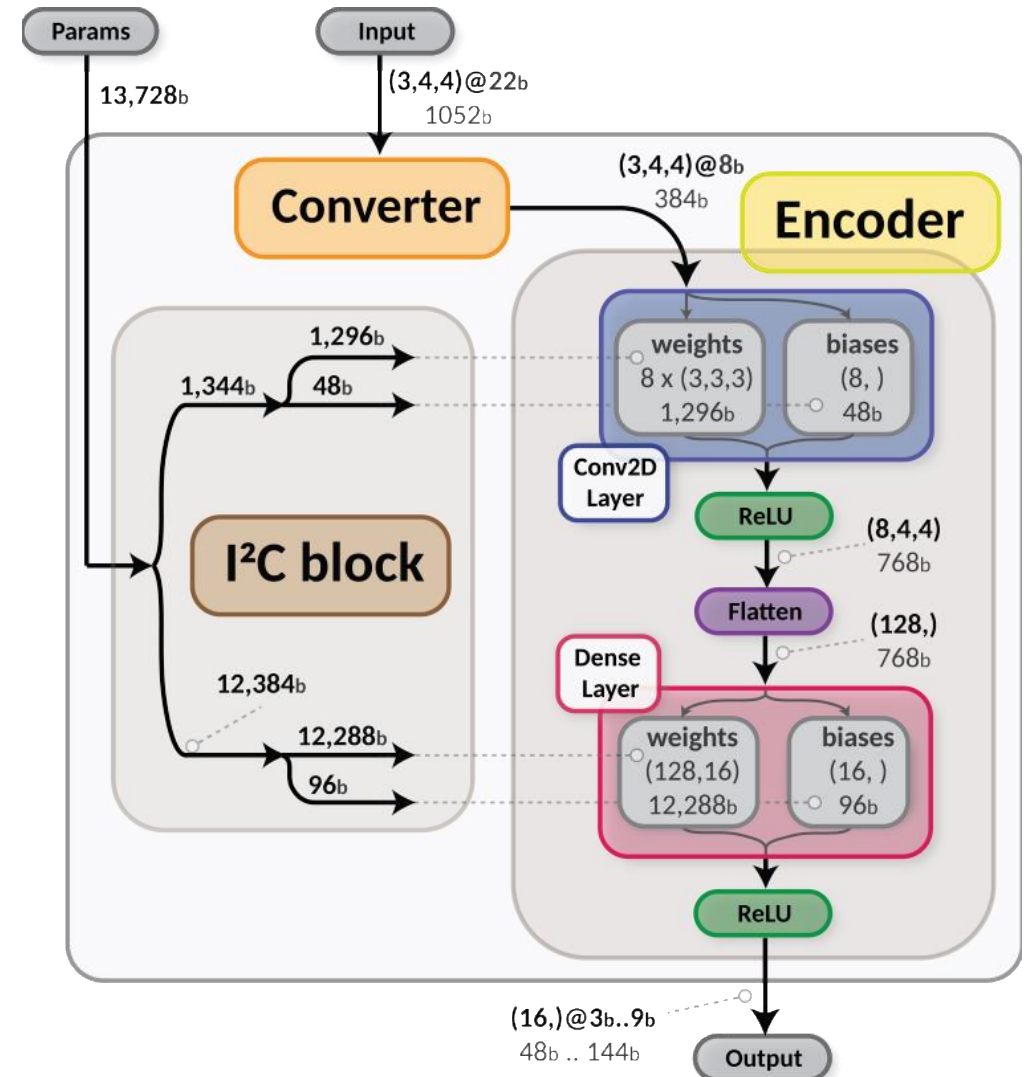 Params
Input
13,728b
(3,4,4)@22b
1052b
Converter
(3,4,4)@8b
384b
Encoder
1,296b
1,344b
48b
weights
8 x (3,3,3)
1,296b
biases
(8, )
48b
Conv2D
Layer
ReLU
(8,4,4)
768b
I²C block
Flatten
(128,)
768b
Dense
Layer
12,384b
12,288b
96b
weights
(128,16)
12,288b
biases
(16, )
96b
ReLU
(16,)@3b..9b
48b .. 144b
Output